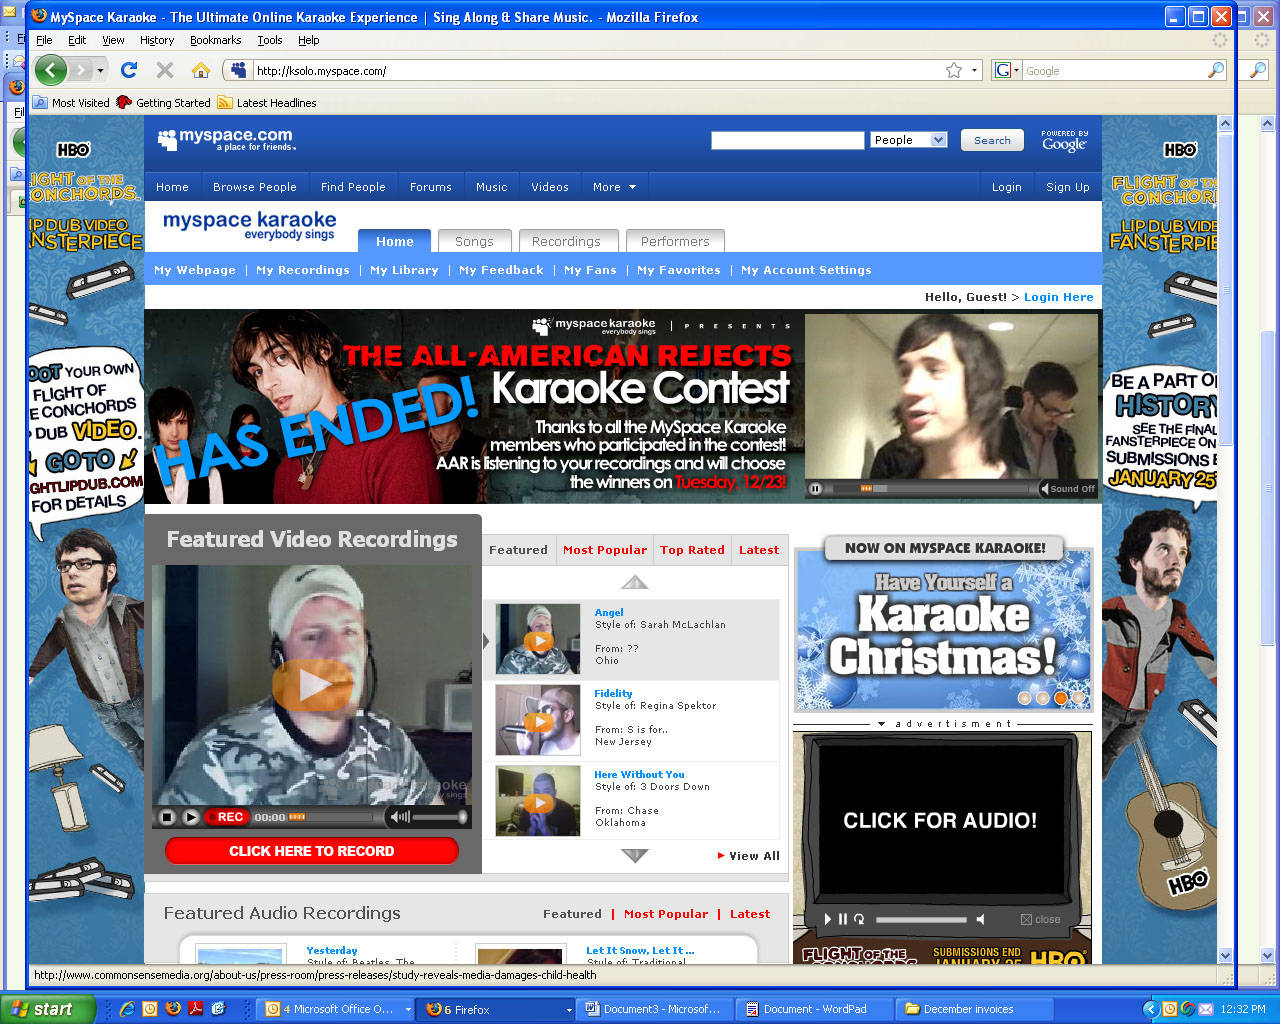 MySpace Karaoke - The Ultimate Online Karaoke Experience | Sing Along & Share Music. - Mozilla Firefox
File Edit View History Bookmarks Tools Help
http://ksolo.myspace.com/
Google
Most Visited Getting Started Latest Headlines
myspace.com
a place for friends
People
Search
POWERED BY
Google
Home Browse People Find People Forums Music Videos More Login Sign Up
myspace karaoke
everybody sings
Home Songs Recordings Performers
My Webpage | My Recordings | My Library | My Feedback | My Fans | My Favorites | My Account Settings
Hello, Guest! > Login Here
myspace karaoke | PRESENTS
everybody sings
THE ALL-AMERICAN REJECTS
Karaoke Contest
HAS ENDED!
Thanks to all the MySpace Karaoke
members who participated in the contest!
AAR is listening to your recordings and will choose
the winners on Tuesday, 12/23!
Sound Off
HBO
LIGHT OF THE
CONCHORDS
LIP DUB VIDEO
FANSTERPIECE
OOT YOUR OWN
FLIGHT OF
E CONCHORDS
DUB VIDEO.
GOTO
GHTLIPDUB.COM
FOR DETAILS
Featured Video Recordings
myspace karaoke
everybody sings
REC 00:00
CLICK HERE TO RECORD
Featured Most Popular Top Rated Latest
Angel
Style of: Sarah McLachlan
From: ??
Ohio
Fidelity
Style of: Regina Spektor
From: S is for..
New Jersey
Here Without You
Style of: 3 Doors Down
From: Chase
Oklahoma
View All
NOW ON MYSPACE KARAOKE!
Have Yourself a
Karaoke
Christmas!
advertisment
CLICK FOR AUDIO!
close
FLIGHT OF THE
CONCHORDS
SUBMISSIONS END
JANUARY 25
HBO
HBO
FLIGHT OF THE
CONCHORDS
LIP DUB VIDEO
FANSTERPIECE
BE A PART O
HISTORY
SEE THE FINAL
FANSTERPIECE ON
SUBMISSIONS E
JANUARY 25
HBO
Featured Audio Recordings
Featured | Most Popular | Latest
Yesterday
Style of: Beatles, The
Let It Snow, Let It ...
Style of: Traditional
http://www.commonsensemedia.org/about-us/press-room/press-releases/study-reveals-media-damages-child-health
start
4 Microsoft Office O...
6 Firefox
Document3 - Microsof...
Document - WordPad
December invoices
12:32 PM